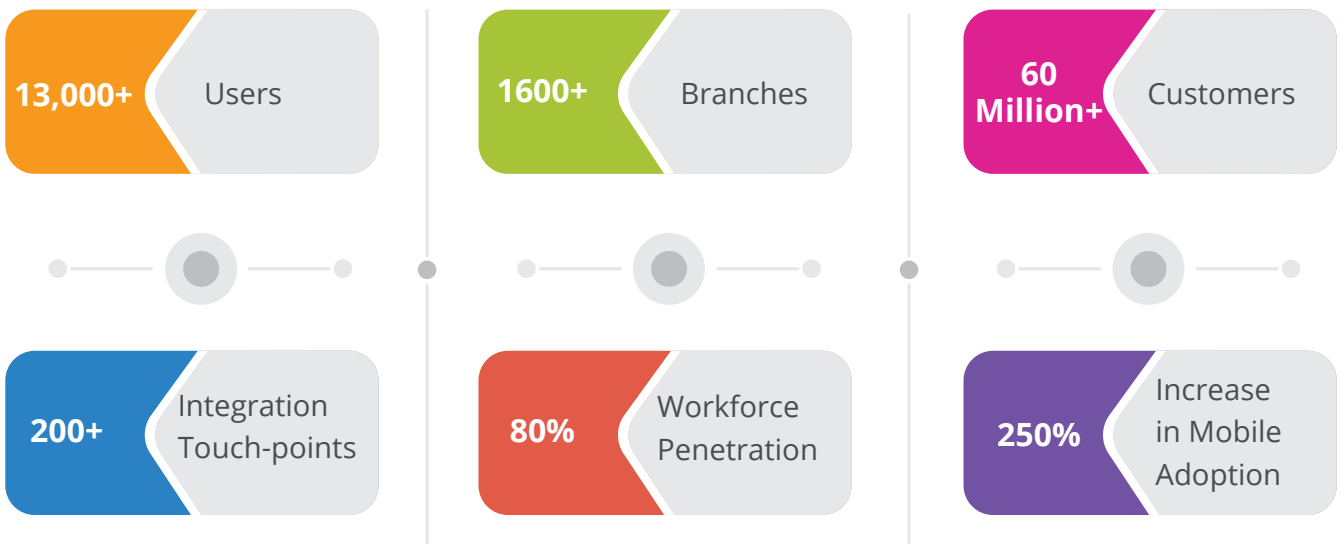 13,000+
Users
1600+
Branches
60
Million+
Customers
200+
Integration
Touch-points
80%
Workforce
Penetration
250%
Increase
in Mobile
Adoption